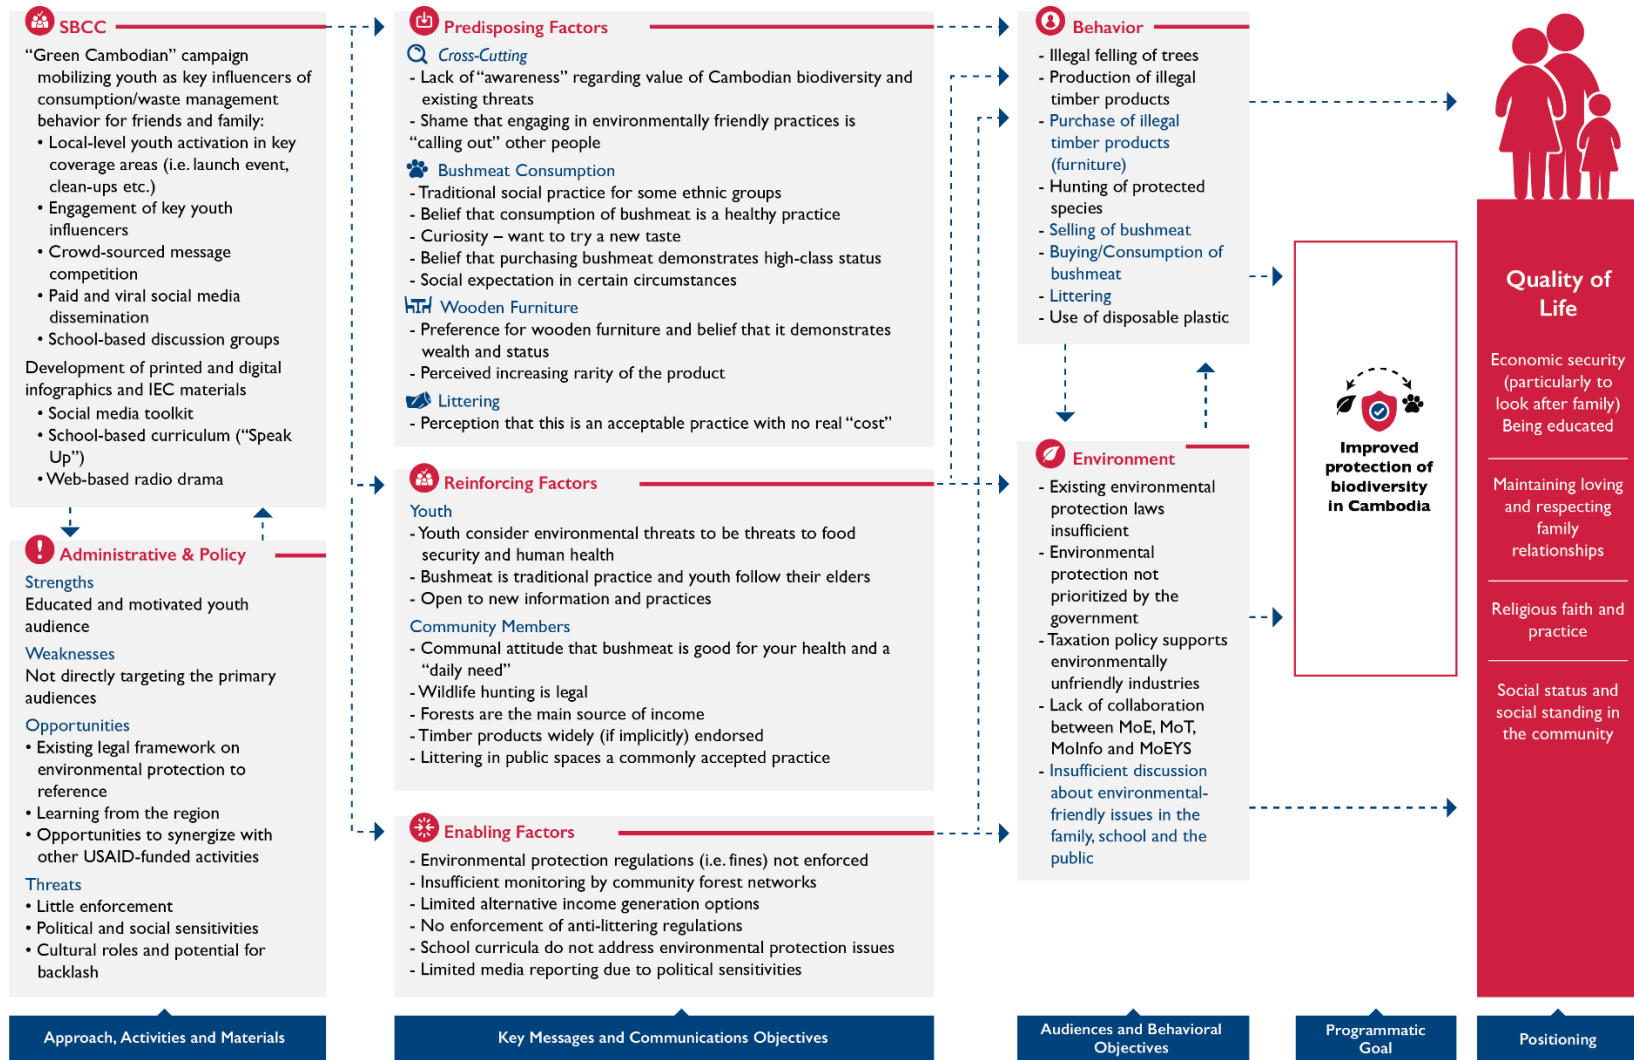 SBCC
“Green Cambodian” campaign
mobilizing youth as key influencers of
consumption/waste management
behavior for friends and family:
• Local-level youth activation in key
coverage areas (i.e. launch event,
clean-ups etc.)
• Engagement of key youth
influencers
• Crowd-sourced message
competition
• Paid and viral social media
dissemination
• School-based discussion groups
Development of printed and digital
infographics and IEC materials
• Social media toolkit
• School-based curriculum (“Speak
Up”)
• Web-based radio drama
Administrative & Policy
Strengths
Educated and motivated youth
audience
Weaknesses
Not directly targeting the primary
audiences
Opportunities
• Existing legal framework on
environmental protection to
reference
• Learning from the region
• Opportunities to synergize with
other USAID-funded activities
Threats
• Little enforcement
• Political and social sensitivities
• Cultural roles and potential for
backlash
Approach, Activities and Materials
Predisposing Factors
Cross-Cutting
- Lack of “awareness” regarding value of Cambodian biodiversity and
existing threats
- Shame that engaging in environmentally friendly practices is
“calling out” other people
Bushmeat Consumption
- Traditional social practice for some ethnic groups
- Belief that consumption of bushmeat is a healthy practice
- Curiosity – want to try a new taste
- Belief that purchasing bushmeat demonstrates high-class status
- Social expectation in certain circumstances
Wooden Furniture
- Preference for wooden furniture and belief that it demonstrates
wealth and status
- Perceived increasing rarity of the product
Littering
- Perception that this is an acceptable practice with no real “cost”
Reinforcing Factors
Youth
- Youth consider environmental threats to be threats to food
security and human health
- Bushmeat is traditional practice and youth follow their elders
- Open to new information and practices
Community Members
- Communal attitude that bushmeat is good for your health and a
“daily need”
- Wildlife hunting is legal
- Forests are the main source of income
- Timber products widely (if implicitly) endorsed
- Littering in public spaces a commonly accepted practice
Enabling Factors
- Environmental protection regulations (i.e. fines) not enforced
- Insufficient monitoring by community forest networks
- Limited alternative income generation options
- No enforcement of anti-littering regulations
- School curricula do not address environmental protection issues
- Limited media reporting due to political sensitivities
Key Messages and Communications Objectives
Behavior
- Illegal felling of trees
- Production of illegal
timber products
- Purchase of illegal
timber products
(furniture)
- Hunting of protected
species
- Selling of bushmeat
- Buying/Consumption of
bushmeat
- Littering
- Use of disposable plastic
Environment
- Existing environmental
protection laws
insufficient
- Environmental
protection not
prioritized by the
government
- Taxation policy supports
environmentally
unfriendly industries
- Lack of collaboration
between MoE, MoT,
MoInfo and MoEYS
- Insufficient discussion
about environmental-
friendly issues in the
family, school and the
public
Audiences and Behavioral
Objectives
Improved
protection of
biodiversity
in Cambodia
Programmatic
Goal
Quality of
Life
Economic security
(particularly to
look after family)
Being educated
Maintaining loving
and respecting
family
relationships
Religious faith and
practice
Social status and
social standing in
the community
Positioning